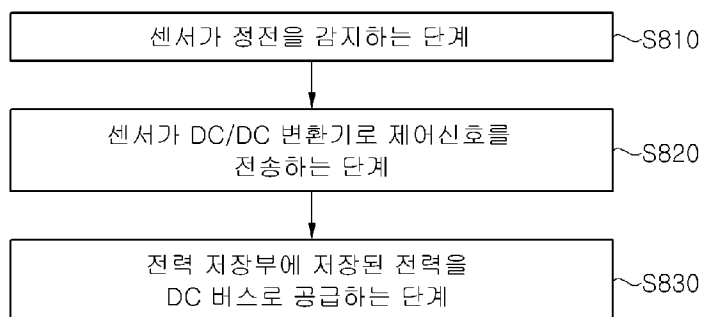 센서가 정전을 감지하는 단계
S810
센서가 DC/DC 변환기로 제어신호를
전송하는 단계
S820
전력 저장부에 저장된 전력을
DC 버스로 공급하는 단계
S830